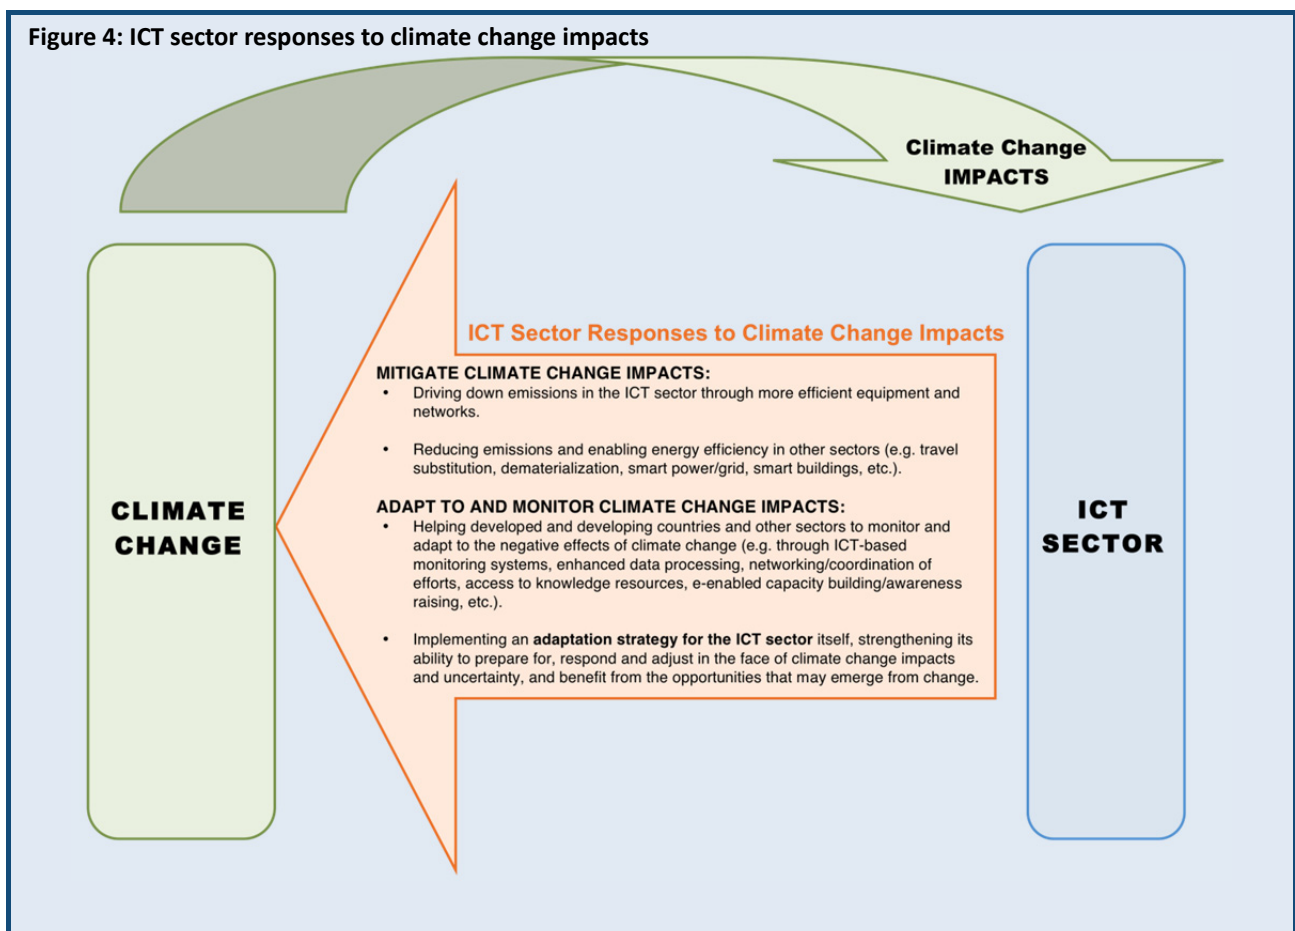 Figure 4: ICT sector responses to climate change impacts
Climate Change
IMPACTS
ICT Sector Responses to Climate Change Impacts
MITIGATE CLIMATE CHANGE IMPACTS:
• Driving down emissions in the ICT sector through more efficient equipment and
networks.
• Reducing emissions and enabling energy efficiency in other sectors (e.g. travel
substitution, dematerialization, smart power/grid, smart buildings, etc.).
ADAPT TO AND MONITOR CLIMATE CHANGE IMPACTS:
• Helping developed and developing countries and other sectors to monitor and
adapt to the negative effects of climate change (e.g. through ICT-based
monitoring systems, enhanced data processing, networking/coordination of
efforts, access to knowledge resources, e-enabled capacity building/awareness
raising, etc.).
• Implementing an adaptation strategy for the ICT sector itself, strengthening its
ability to prepare for, respond and adjust in the face of climate change impacts
and uncertainty, and benefit from the opportunities that may emerge from change.
CLIMATE
CHANGE
ICT
SECTOR